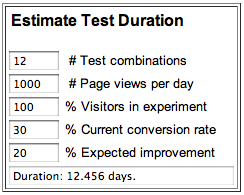 Estimate Test Duration
12 # Test combinations
1000 # Page views per day
100 % Visitors in experiment
30 % Current conversion rate
20 % Expected improvement
Duration: 12.456 days.